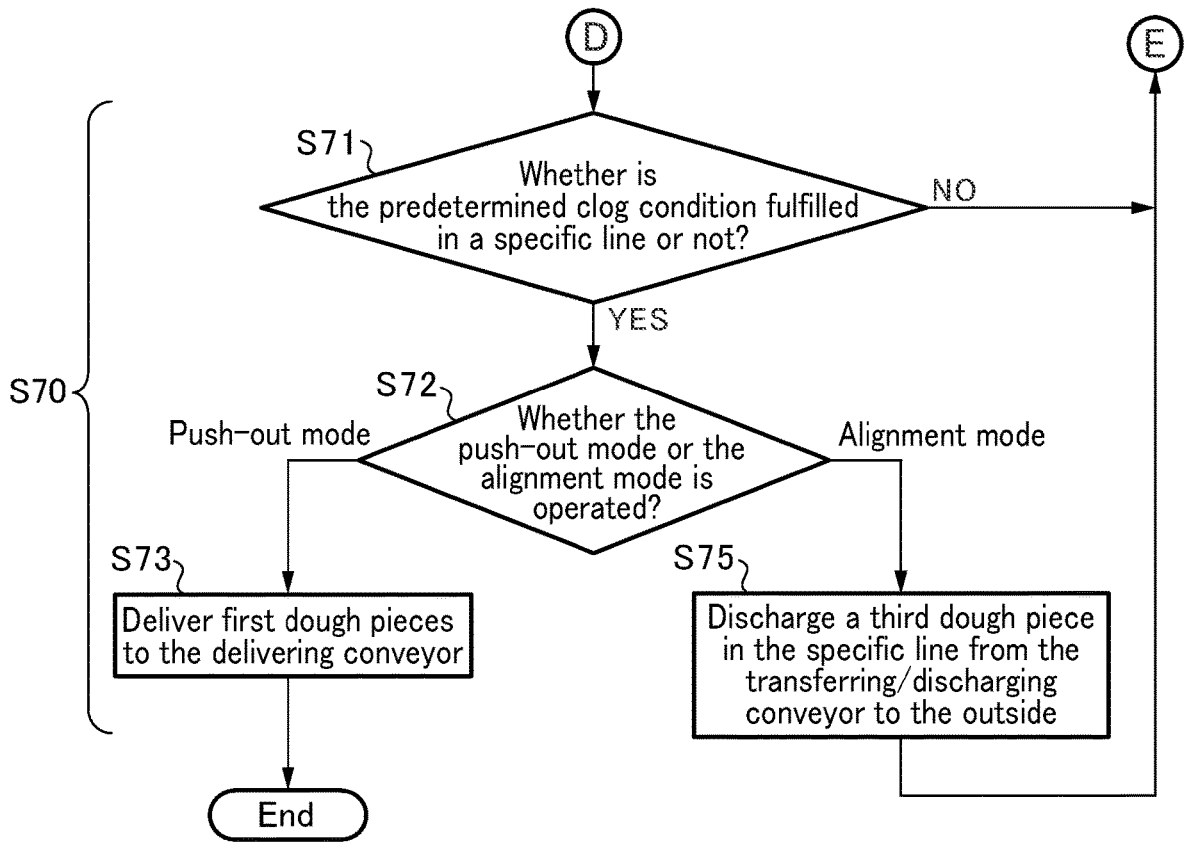 D
E
S71
Whether is
the predetermined clog condition fulfilled
in a specific line or not?
NO
YES
S70
S72
Whether the
push-out mode or the
alignment mode is
operated?
Push-out mode
Alignment mode
S73
Deliver first dough pieces
to the delivering conveyor
S75
Discharge a third dough piece
in the specific line from the
transferring/discharging
conveyor to the outside
End